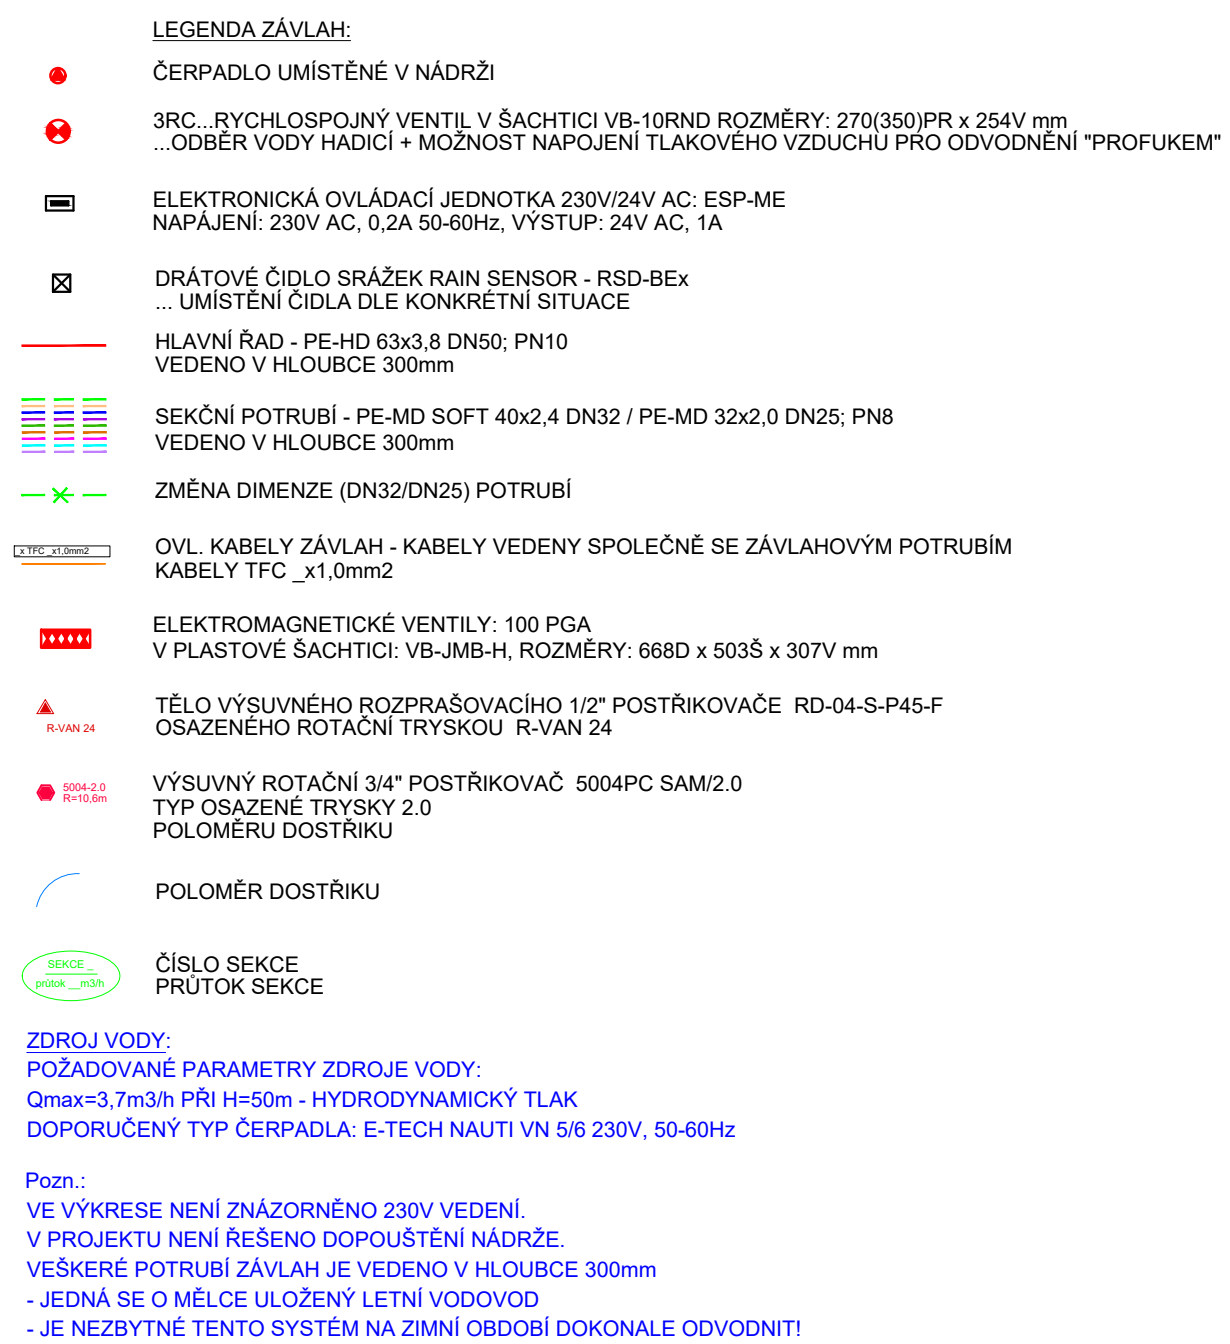 LEGENDA ZÁVLAH:
ČERPADLO UMÍSTĚNÉ V NÁDRŽI
3RC...RYCHLOSPOJNÝ VENTIL V ŠACHTICI VB-10RND ROZMĚRY: 270(350)PR x 254V mm
...ODBĚR VODY HADICÍ + MOŽNOST NAPOJENÍ TLAKOVÉHO VZDUCHU PRO ODVODNĚNÍ "PROFUKEM"
ELEKTRONICKÁ OVLÁDACÍ JEDNOTKA 230V/24V AC: ESP-ME
NAPÁJENÍ: 230V AC, 0,2A 50-60Hz, VÝSTUP: 24V AC, 1A
DRÁTOVÉ ČIDLO SRÁŽEK RAIN SENSOR - RSD-BEx
... UMÍSTĚNÍ ČIDLA DLE KONKRÉTNÍ SITUACE
HLAVNÍ ŘAD - PE-HD 63x3,8 DN50; PN10
VEDENO V HLOUBCE 300mm
SEKČNÍ POTRUBÍ - PE-MD SOFT 40x2,4 DN32 / PE-MD 32x2,0 DN25; PN8
VEDENO V HLOUBCE 300mm
ZMĚNA DIMENZE (DN32/DN25) POTRUBÍ
_x TFC _x1,0mm2
OVL. KABELY ZÁVLAH - KABELY VEDENY SPOLEČNĚ SE ZÁVLAHOVÝM POTRUBÍM
KABELY TFC _x1,0mm2
ELEKTROMAGNETICKÉ VENTILY: 100 PGA
V PLASTOVÉ ŠACHTICI: VB-JMB-H, ROZMĚRY: 668D x 503Š x 307V mm
R-VAN 24
TĚLO VÝSUVNÉHO ROZPRAŠOVACÍHO 1/2" POSTŘIKOVAČE RD-04-S-P45-F
OSAZENÉHO ROTAČNÍ TRYSKOU R-VAN 24
5004-2.0
R=10,6m
VÝSUVNÝ ROTAČNÍ 3/4" POSTŘIKOVAČ 5004PC SAM/2.0
TYP OSAZENÉ TRYSKY 2.0
POLOMĚRU DOSTŘIKU
POLOMĚR DOSTŘIKU
SEKCE _
průtok __m3/h
ČÍSLO SEKCE
PRŮTOK SEKCE
ZDROJ VODY:
POŽADOVANÉ PARAMETRY ZDROJE VODY:
Qmax=3,7m3/h PŘI H=50m - HYDRODYNAMICKÝ TLAK
DOPORUČENÝ TYP ČERPADLA: E-TECH NAUTI VN 5/6 230V, 50-60Hz
Pozn.:
VE VÝKRESE NENÍ ZNÁZORNĚNO 230V VEDENÍ.
V PROJEKTU NENÍ ŘEŠENO DOPOUŠTĚNÍ NÁDRŽE.
VEŠKERÉ POTRUBÍ ZÁVLAH JE VEDENO V HLOUBCE 300mm
- JEDNÁ SE O MĚLCE ULOŽENÝ LETNÍ VODOVOD
- JE NEZBYTNÉ TENTO SYSTÉM NA ZIMNÍ OBDOBÍ DOKONALE ODVODNIT!